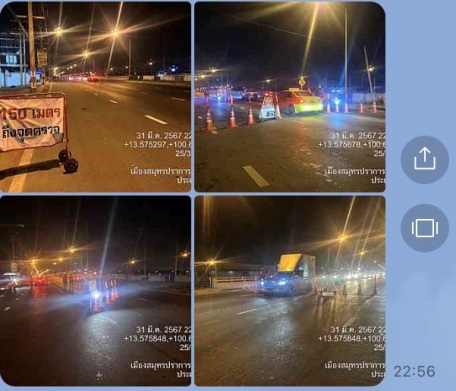 150 เมตร
ถึงจุดตรวจ
31 มี.ค. 2567 22
+13.575297,+100.6
25/3
เมืองสมุทรปราการ
ประเ
31 มี.ค. 2567 22
+13.575678,+100.6
25/3
เมืองสมุทรปราการ
ประเ
31 มี.ค. 2567 22
+13.575848,+100.6
25/
เมืองสมุทรปราการ
ประเ
31 มี.ค. 2567 22
+13.575848,+100.6
25/
เมืองสมุทรปราการ
ประเ
22:56